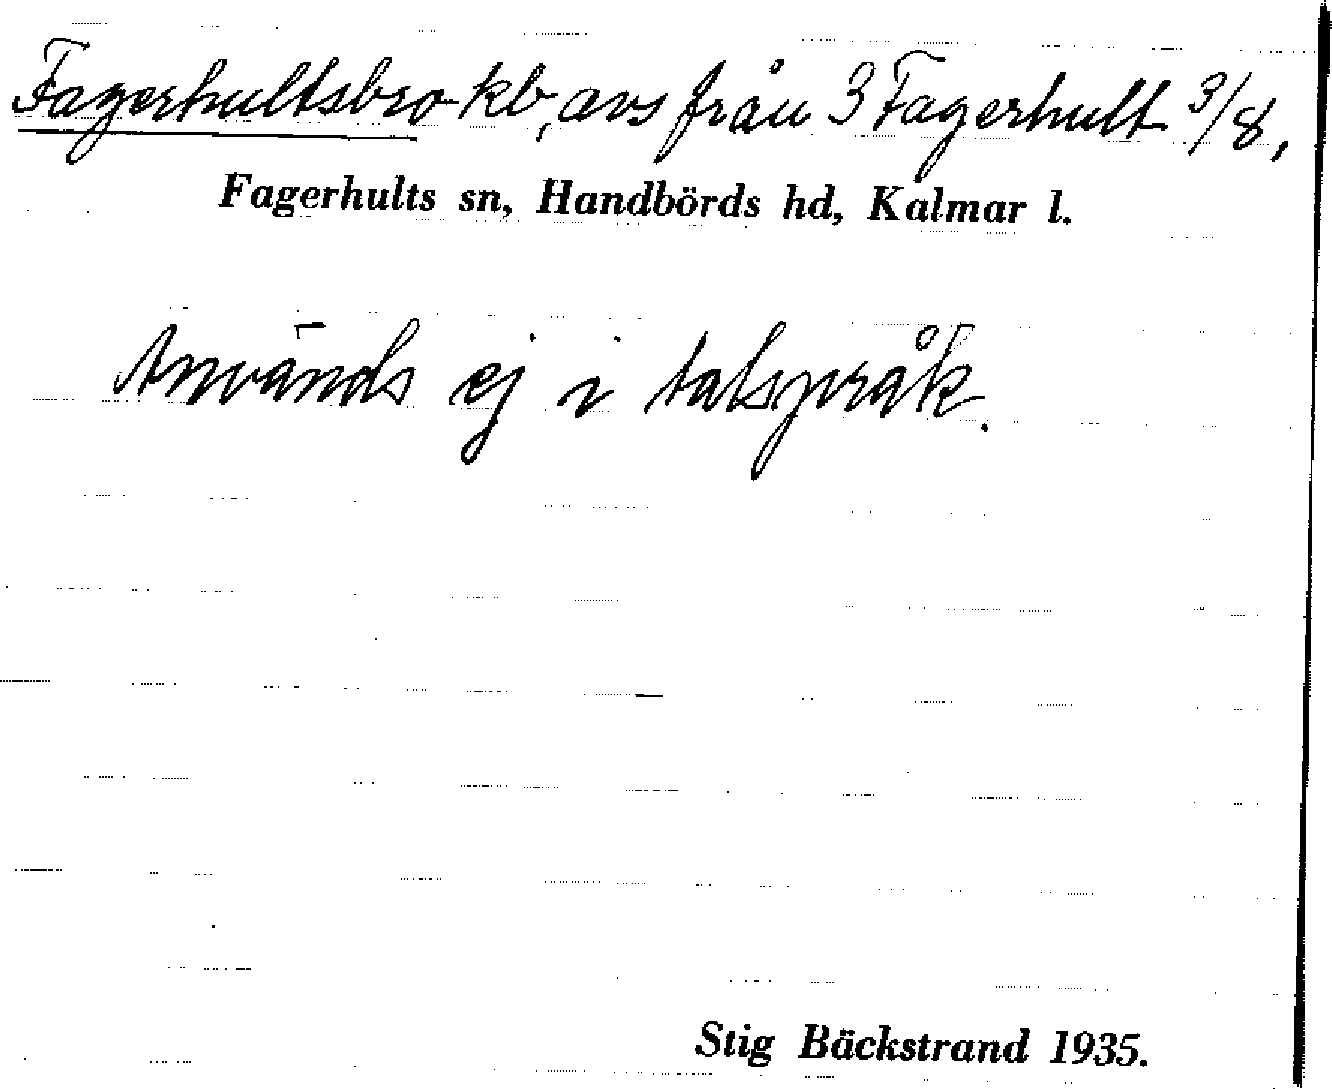 Fagerhultsbro kb, avs från 3 Fagerhult 3/8,
Fagerhults sn, Handbörds hd, Kalmar l.
Används ej i talspråk.
Stig Bäckstrand 1935.